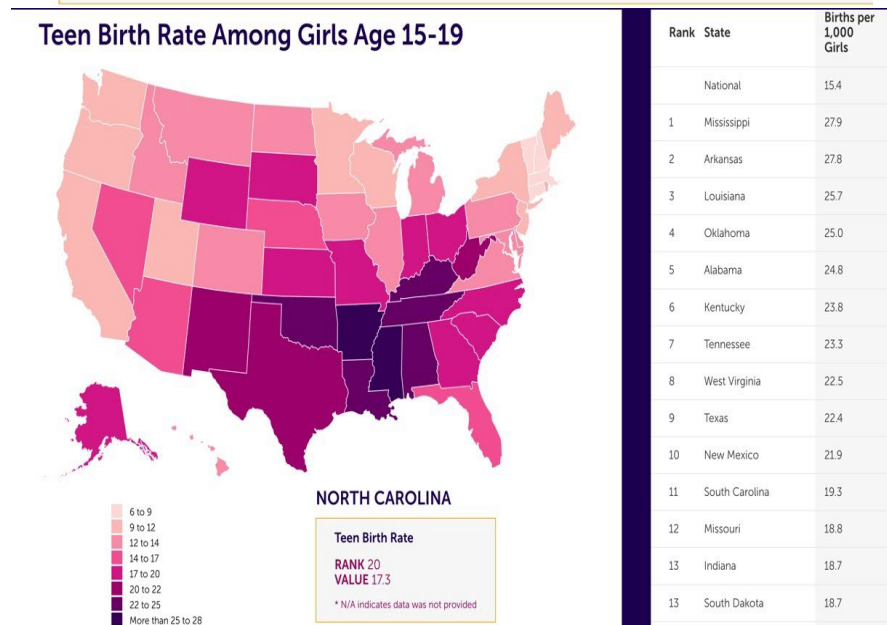 Teen Birth Rate Among Girls Age 15-19
6 to 9
9 to 12
12 to 14
14 to 17
17 to 20
20 to 22
22 to 25
More than 25 to 28
NORTH CAROLINA
Teen Birth Rate
RANK 20
VALUE 17.3
* N/A indicates data was not provided
Rank State Births per
1,000
Girls
National 15.4
1 Mississippi 27.9
2 Arkansas 27.8
3 Louisiana 25.7
4 Oklahoma 25.0
5 Alabama 24.8
6 Kentucky 23.8
7 Tennessee 23.3
8 West Virginia 22.5
9 Texas 22.4
10 New Mexico 21.9
11 South Carolina 19.3
12 Missouri 18.8
13 Indiana 18.7
13 South Dakota 18.7